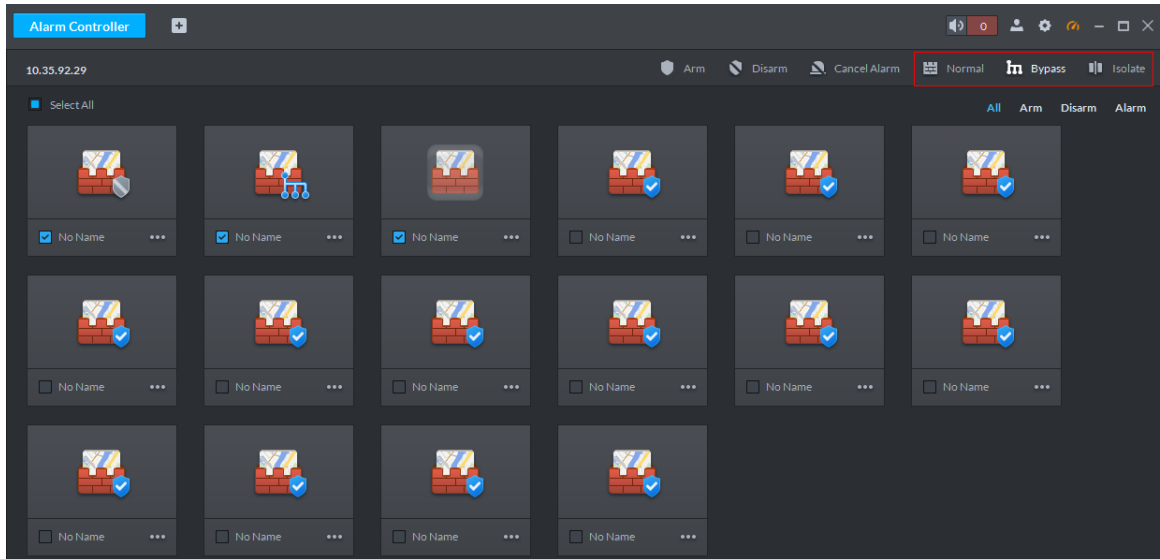 Alarm Controller 0
10.35.92.29 Arm Disarm Cancel Alarm Normal Bypass Isolate
Select All All Arm Disarm Alarm
No Name No Name No Name No Name No Name No Name
No Name No Name No Name No Name No Name No Name
No Name No Name No Name No Name